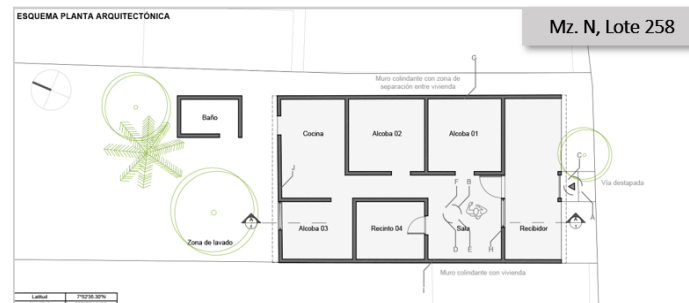 ESQUEMA PLANTA ARQUITECTÓNICA
Mz. N, Lote 258
G
Muro colindante con zona de
separación entre vivienda
Baño
Cocina
Alcoba 02
Alcoba 01
C
J
F B
Vía destapada
A
Alcoba 03
Recinto 04
Sala
Recibidor
Zona de lavado
D E H
Muro colindante con vivienda
I
Latitud